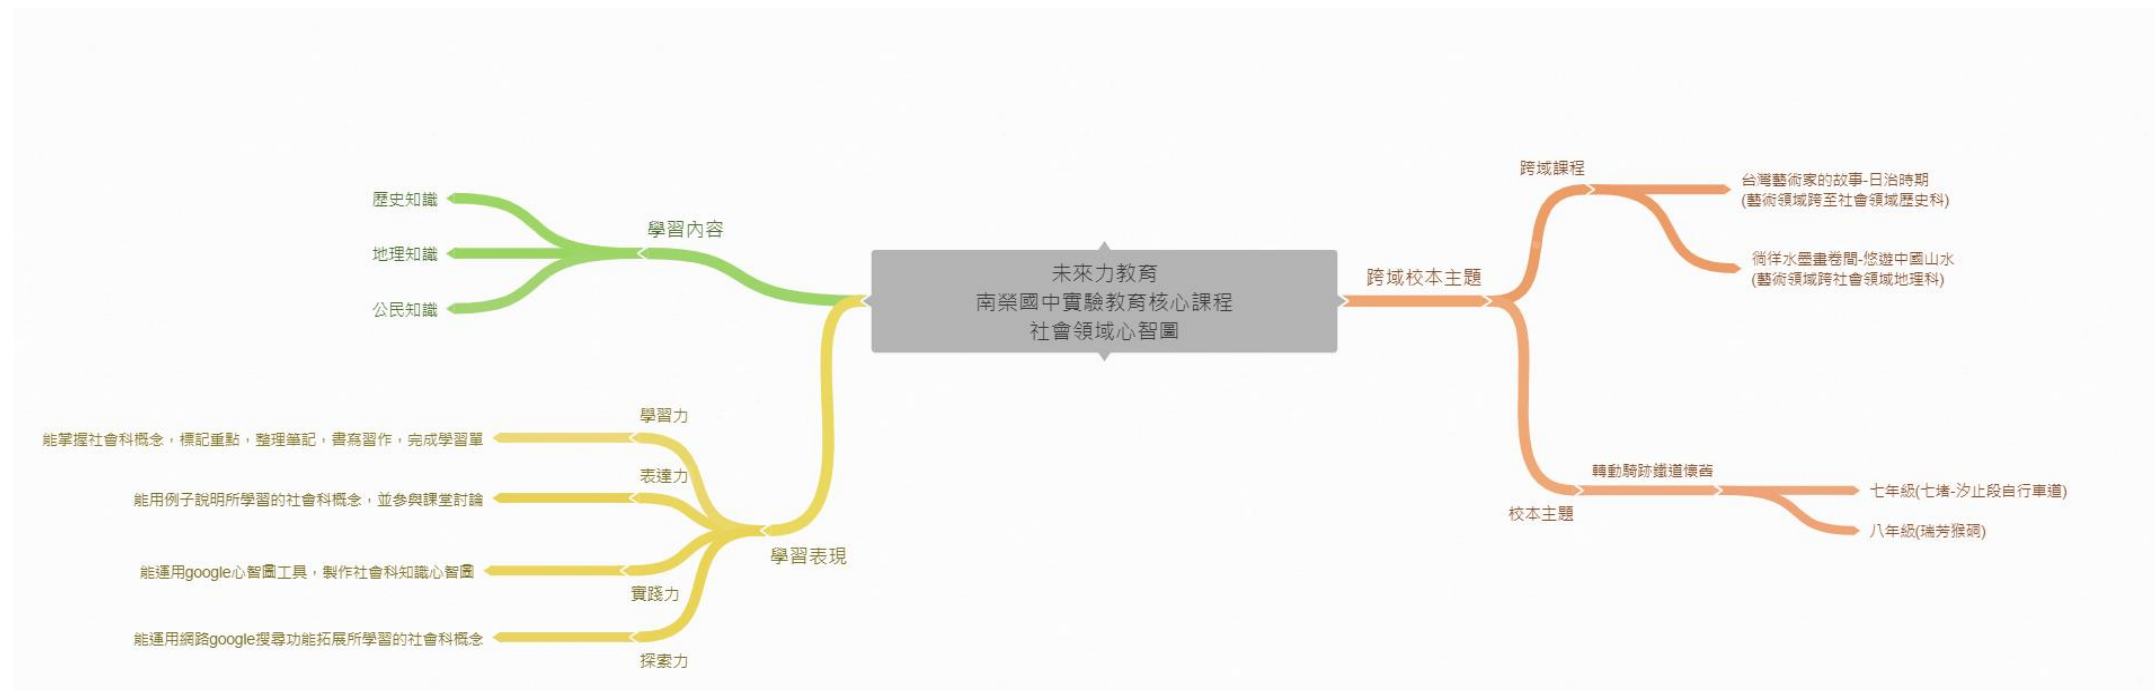 未來力教育
南榮國中實驗教育核心課程
社會領域心智圖
學習內容
歷史知識
地理知識
公民知識
學習表現
學習力
能掌握社會科概念，標記重點，整理筆記，書寫習作，完成學習單
表達力
能用例子說明所學習的社會科概念，並參與課堂討論
能運用google心智圖工具，製作社會科知識心智圖
實踐力
能運用網路google搜尋功能拓展所學習的社會科概念
探索力
跨域校本主題
跨域課程
台灣藝術家的故事-日治時期
(藝術領域跨至社會領域歷史科)
徜徉水墨畫卷間-悠遊中國山水
(藝術領域跨社會領域地理科)
轉動騎跡鐵道懷舊
校本主題
七年級(七堵-汐止段自行車道)
八年級(瑞芳猴硐)